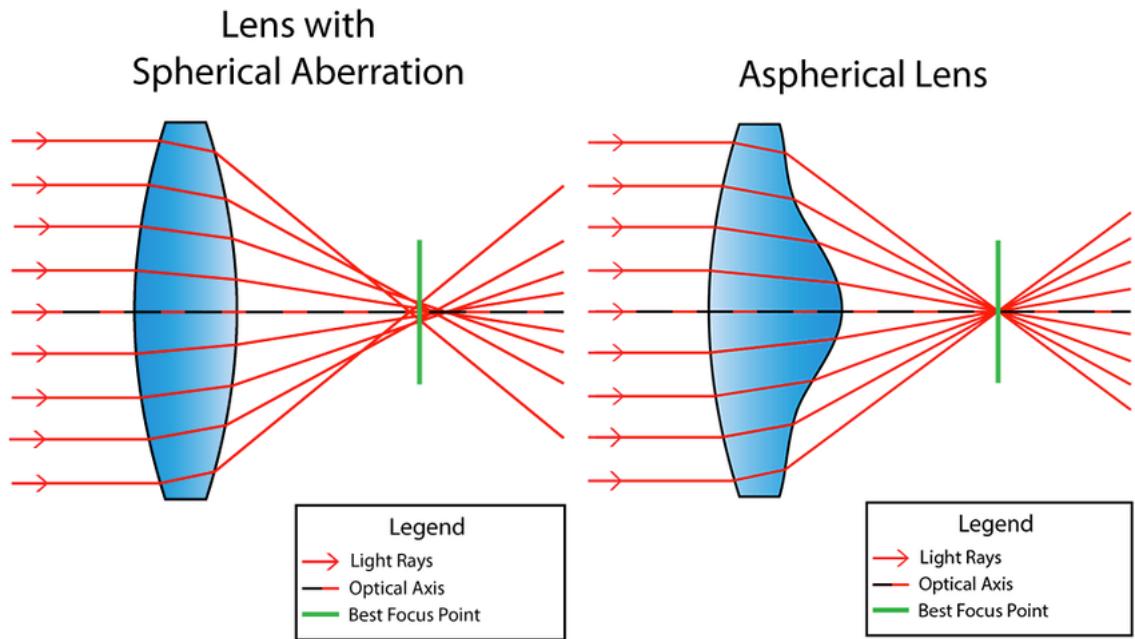 Lens with
Spherical Aberration
Aspherical Lens
Legend
Light Rays
Optical Axis
Best Focus Point
Legend
Light Rays
Optical Axis
Best Focus Point